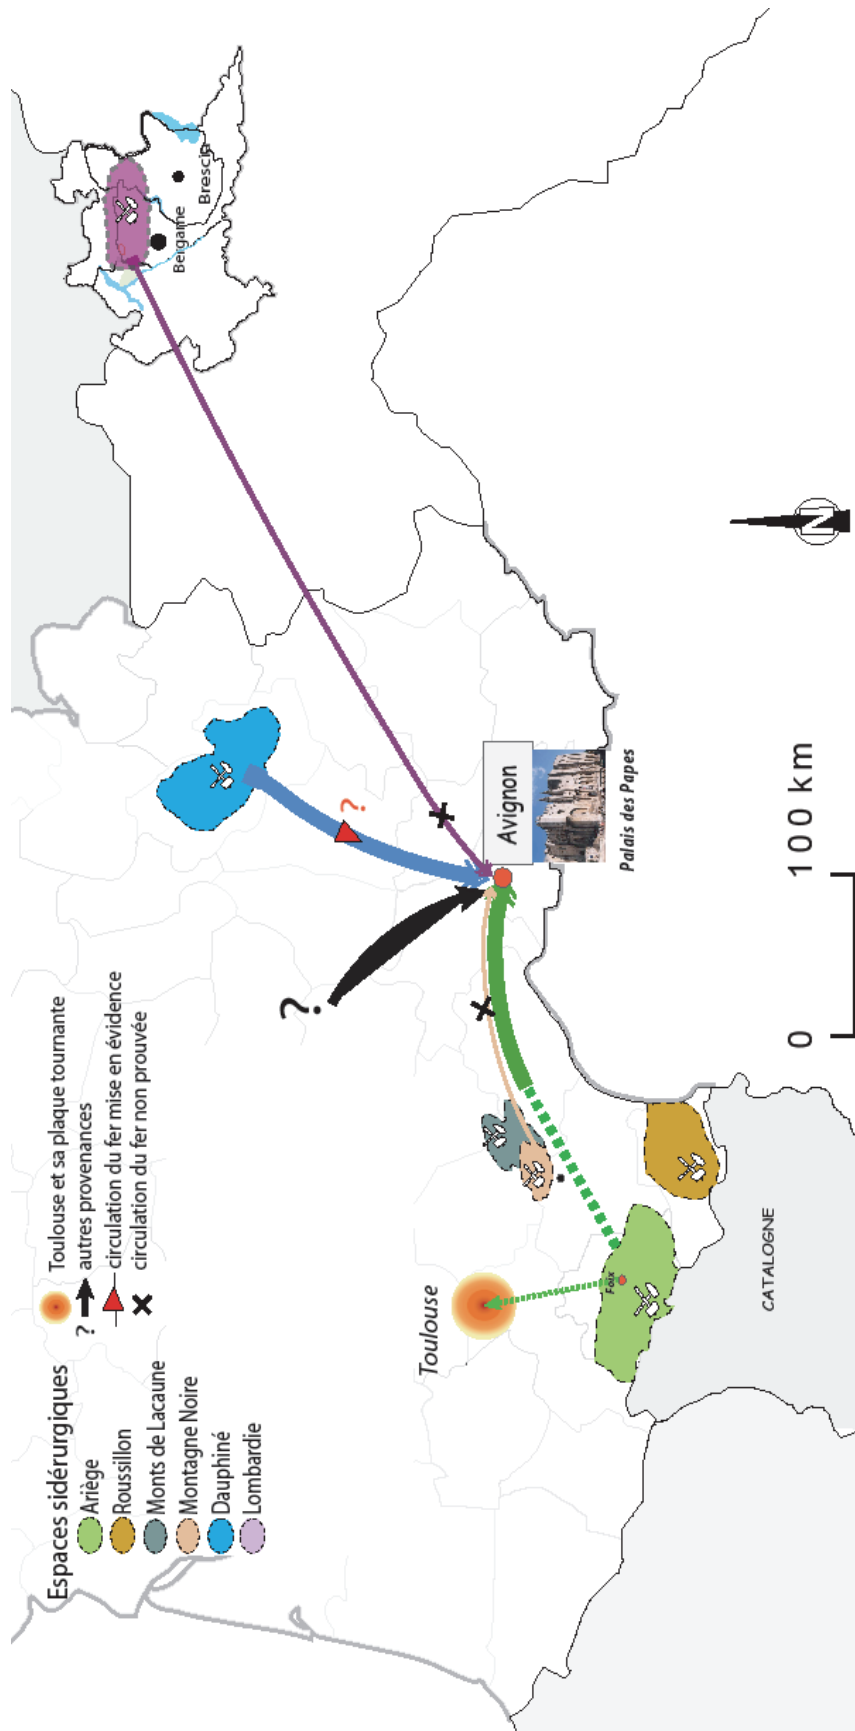 Espaces sidérurgiques
Ariège
Roussillon
Monts de Lacaune
Montagne Noire
Dauphiné
Lombardie
Toulouse et sa plaque tournante
? autres provenances
circulation du fer mise en évidence
circulation du fer non prouvée
Toulouse
Foix
CATALOGNE
?
?
Avignon
Palais des Papes
Bergame
Brescia
N
0 100 km